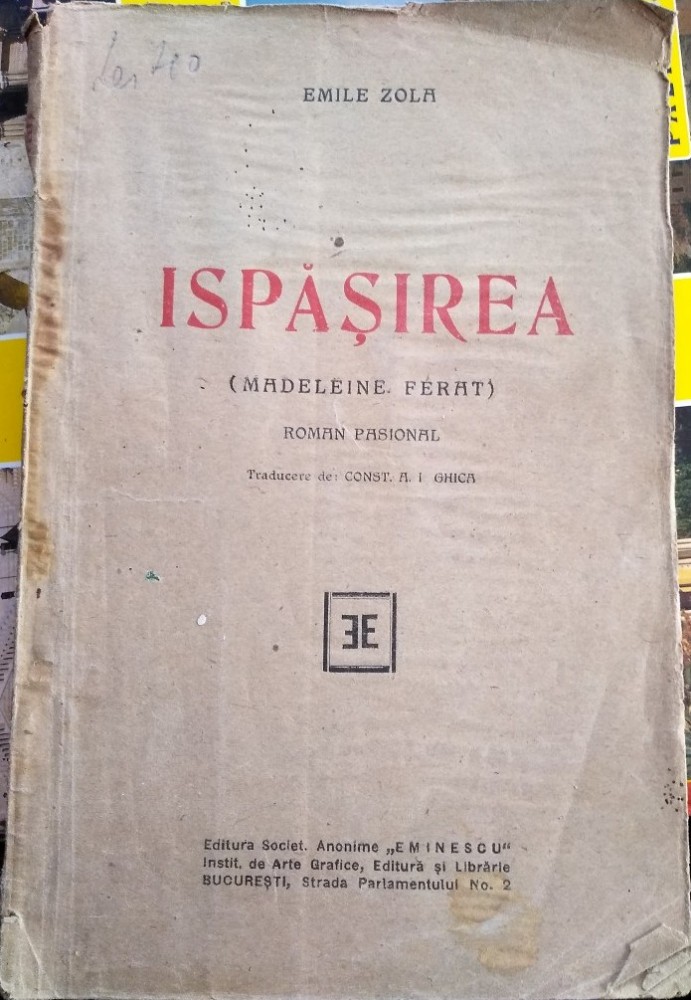 EMILE ZOLA
ISPĂȘIREA
(MADELEINE. FÉRAT)
ROMAN PASIONAL
Traducere de: CONST. A. I GHICA
ƎE
Editura Societ. Anonime „EMINESCU“
Instit. de Arte Grafice, Editură și Librărie
BUCUREȘTI, Strada Parlamentului No. 2